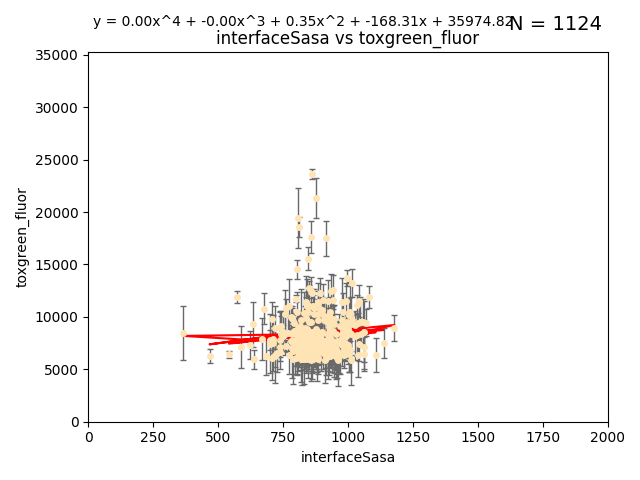 y = 0.00x^4 + -0.00x^3 + 0.35x^2 + -168.31x + 35974.82
N = 1124
interfaceSasa vs toxgreen_fluor
35000
30000
25000
20000
15000
10000
5000
0
toxgreen_fluor
0 250 500 750 1000 1250 1500 1750 2000
interfaceSasa